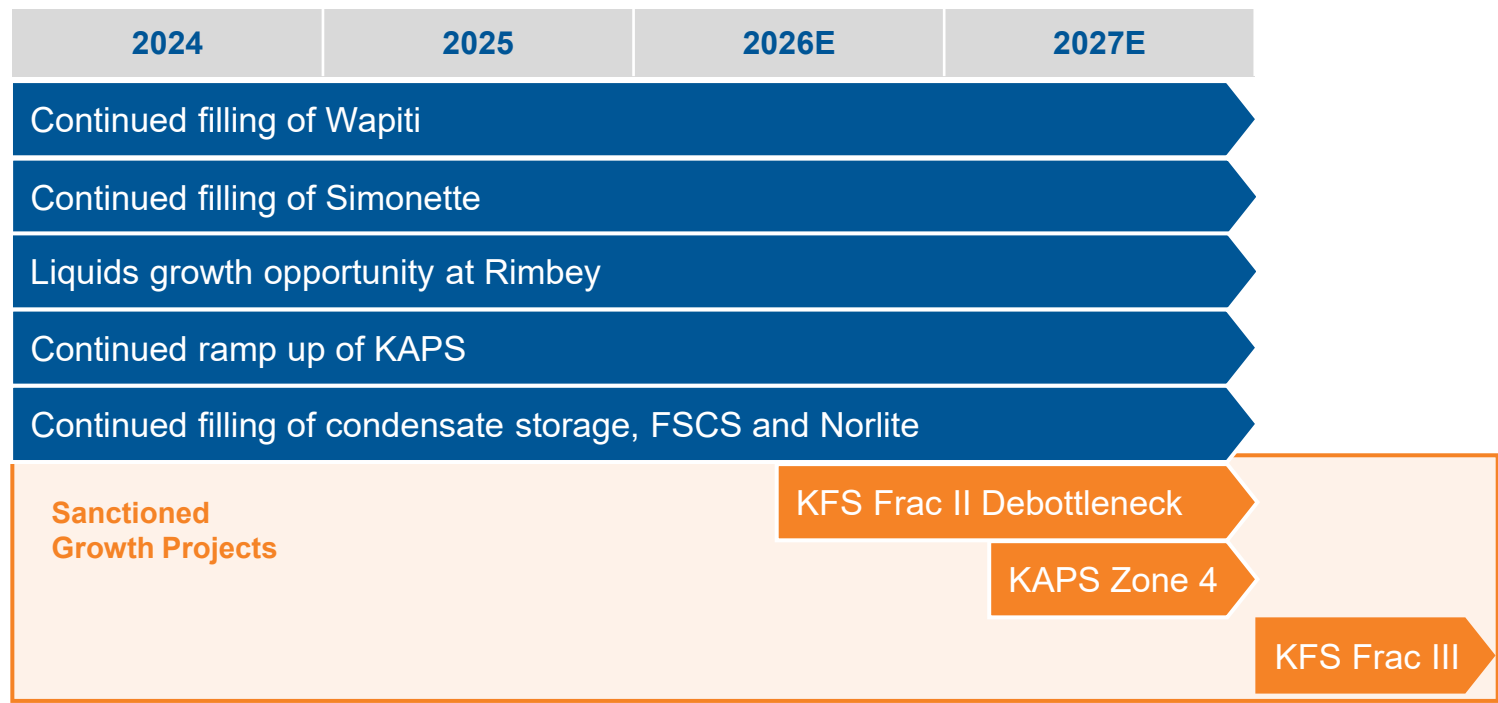 2024
2025
2026E
2027E
Continued filling of Wapiti
Continued filling of Simonette
Liquids growth opportunity at Rimbey
Continued ramp up of KAPS
Continued filling of condensate storage, FSCS and Norlite
Sanctioned
Growth Projects
KFS Frac II Debottleneck
KAPS Zone 4
KFS Frac III